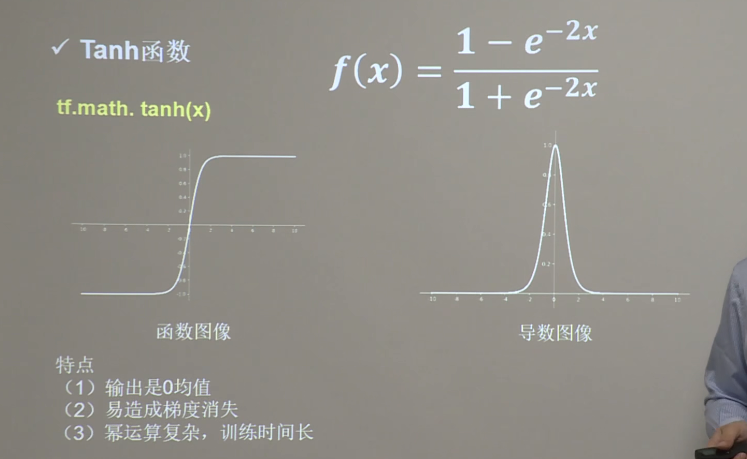 ✓ Tanh函数
f(x) = \frac{1 - e^{-2x}}{1 + e^{-2x}}
tf.math. tanh(x)
函数图像
导数图像
特点
（1）输出是0均值
（2）易造成梯度消失
（3）幂运算复杂，训练时间长